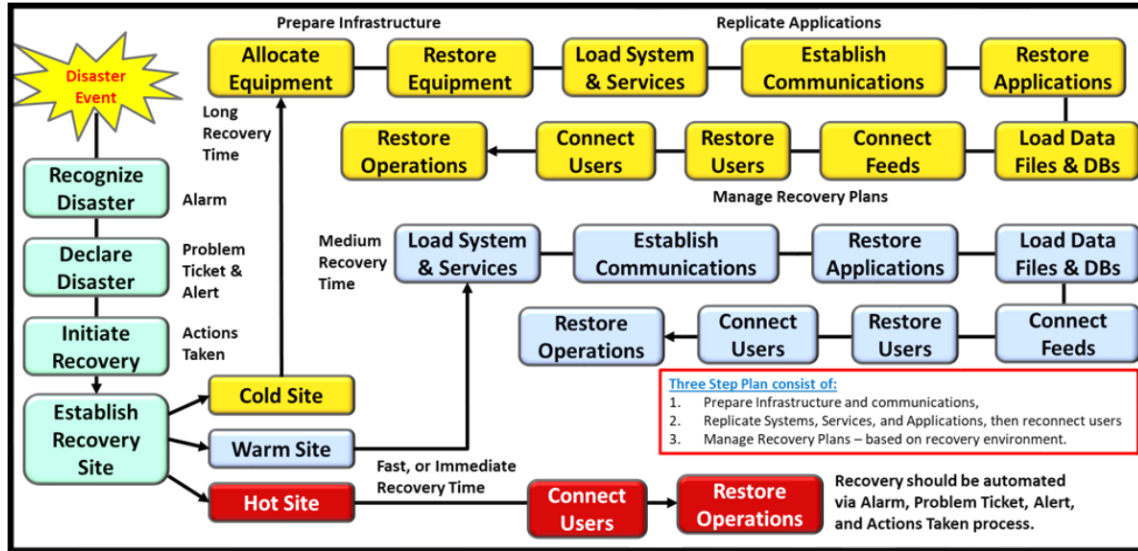 Prepare Infrastructure
Replicate Applications
Disaster
Event
Allocate
Equipment
Restore
Equipment
Load System
& Services
Establish
Communications
Restore
Applications
Long
Recovery
Time
Restore
Operations
Connect
Users
Restore
Users
Connect
Feeds
Load Data
Files & DBs
Manage Recovery Plans
Recognize
Disaster
Alarm
Declare
Disaster
Problem
Ticket &
Alert
Initiate
Recovery
Actions
Taken
Establish
Recovery
Site
Cold Site
Warm Site
Hot Site
Medium
Recovery
Time
Load System
& Services
Establish
Communications
Restore
Applications
Load Data
Files & DBs
Restore
Operations
Connect
Users
Restore
Users
Connect
Feeds
Three Step Plan consist of:
1. Prepare Infrastructure and communications,
2. Replicate Systems, Services, and Applications, then reconnect users
3. Manage Recovery Plans – based on recovery environment.
Fast, or Immediate
Recovery Time
Connect
Users
Restore
Operations
Recovery should be automated
via Alarm, Problem Ticket, Alert,
and Actions Taken process.